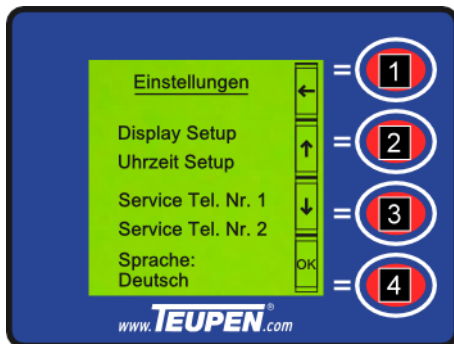 Einstellungen
Display Setup
Uhrzeit Setup
Service Tel. Nr. 1
Service Tel. Nr. 2
Sprache:
Deutsch
←
↑
↓
OK
= 1
= 2
= 3
= 4
www.TEUPEN®.com